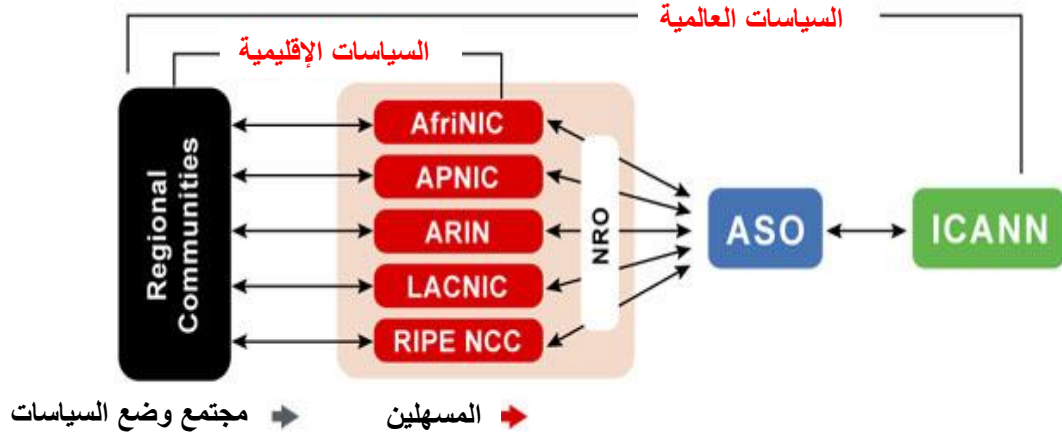 السياسات العالمية
السياسات الإقليمية
Regional
Communities
AfriNIC
APNIC
ARIN
LACNIC
RIPE NCC
NRO
ASO
ICANN
المسهلين
مجتمع وضع السياسات